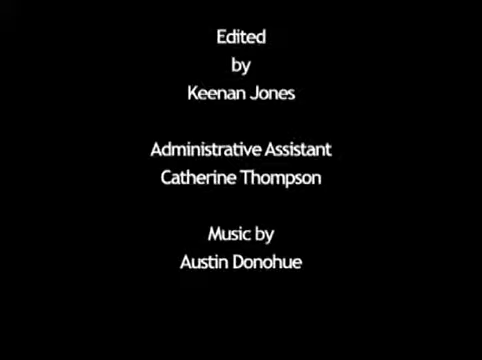 Edited
by
Keenan Jones
Administrative Assistant
Catherine Thompson
Music by
Austin Donohue